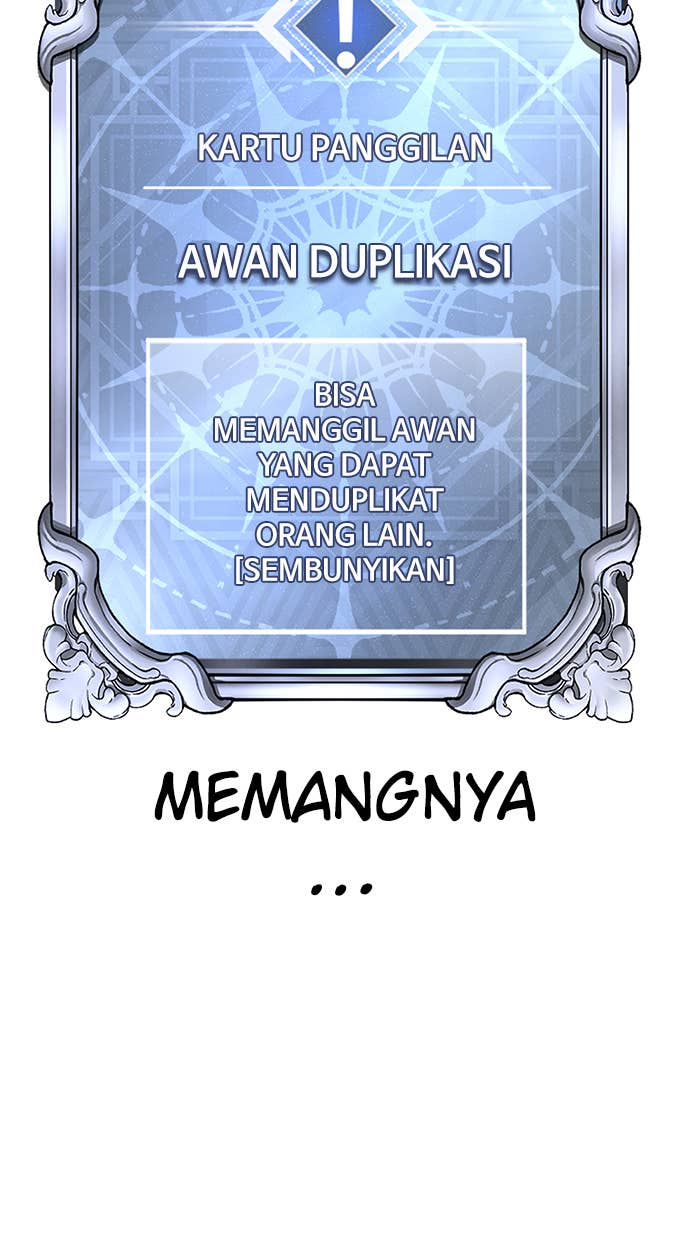 !
KARTU PANGGILAN
AWAN DUPLIKASI
BISA
MEMANGGIL AWAN
YANG DAPAT
MENDUPLIKAT
ORANG LAIN.
[SEMBUNYIKAN]
MEMANGNYA
...